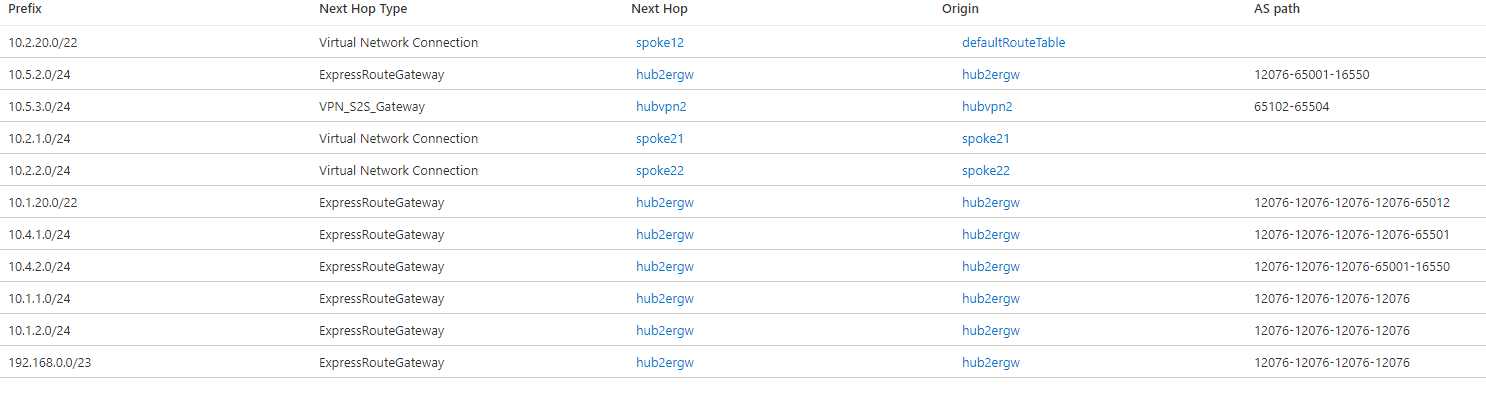 Prefix Next Hop Type Next Hop Origin AS path
10.2.20.0/22 Virtual Network Connection spoke12 defaultRouteTable
10.5.2.0/24 ExpressRouteGateway hub2ergw hub2ergw 12076-65001-16550
10.5.3.0/24 VPN_S2S_Gateway hubvpn2 hubvpn2 65102-65504
10.2.1.0/24 Virtual Network Connection spoke21 spoke21
10.2.2.0/24 Virtual Network Connection spoke22 spoke22
10.1.20.0/22 ExpressRouteGateway hub2ergw hub2ergw 12076-12076-12076-12076-65012
10.4.1.0/24 ExpressRouteGateway hub2ergw hub2ergw 12076-12076-12076-12076-65501
10.4.2.0/24 ExpressRouteGateway hub2ergw hub2ergw 12076-12076-12076-65001-16550
10.1.1.0/24 ExpressRouteGateway hub2ergw hub2ergw 12076-12076-12076-12076
10.1.2.0/24 ExpressRouteGateway hub2ergw hub2ergw 12076-12076-12076-12076
192.168.0.0/23 ExpressRouteGateway hub2ergw hub2ergw 12076-12076-12076-12076